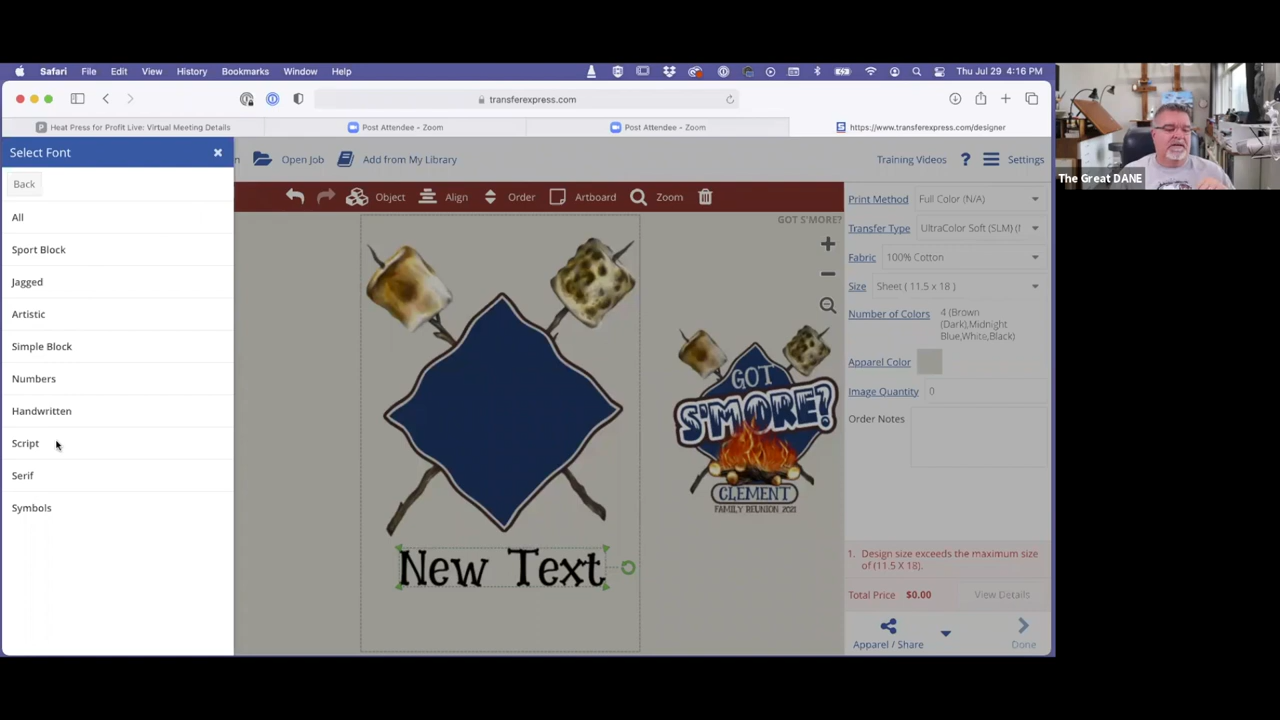 Safari File Edit View History Bookmarks Window Help Thu Jul 29 4:16 PM
transferexpress.com
Heat Press for Profit Live: Virtual Meeting Details Post Attendee - Zoom Post Attendee - Zoom https://www.transferexpress.com/designer
Select Font
n Open Job Add from My Library Training Videos ? Settings
Back
Object Align Order Artboard Zoom
All
Sport Block
Jagged
Artistic
Simple Block
Numbers
Handwritten
Script
Serif
Symbols
New Text
GOT S'MORE?
GOT
S'MORE?
CLEMENT
FAMILY REUNION 2021
Print Method Full Color (N/A)
Transfer Type UltraColor Soft (SLM) (
Fabric 100% Cotton
Size Sheet ( 11.5 x 18 )
Number of Colors 4 (Brown
(Dark),Midnight
Blue,White,Black)
Apparel Color
Image Quantity 0
Order Notes
1. Design size exceeds the maximum size
of (11.5 X 18).
Total Price $0.00 View Details
Apparel / Share Done
The Great DANE